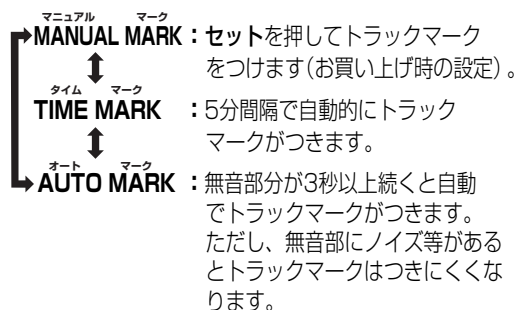 マニュアル マーク
MANUAL MARK：セットを押してトラックマーク
をつけます（お買い上げ時の設定）。
タイム マーク
TIME MARK ：5分間隔で自動的にトラック
マークがつきます。
オート マーク
AUTO MARK ：無音部分が3秒以上続くと自動
でトラックマークがつきます。
ただし、無音部にノイズ等がある
とトラックマークはつきにくくな
ります。